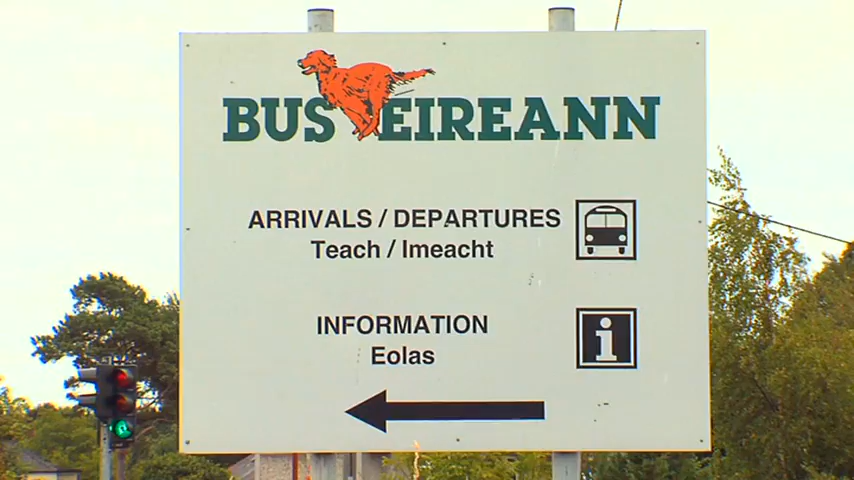 BUS EIREANN
ARRIVALS / DEPARTURES
Teach / Imeacht
INFORMATION
Eolas
i